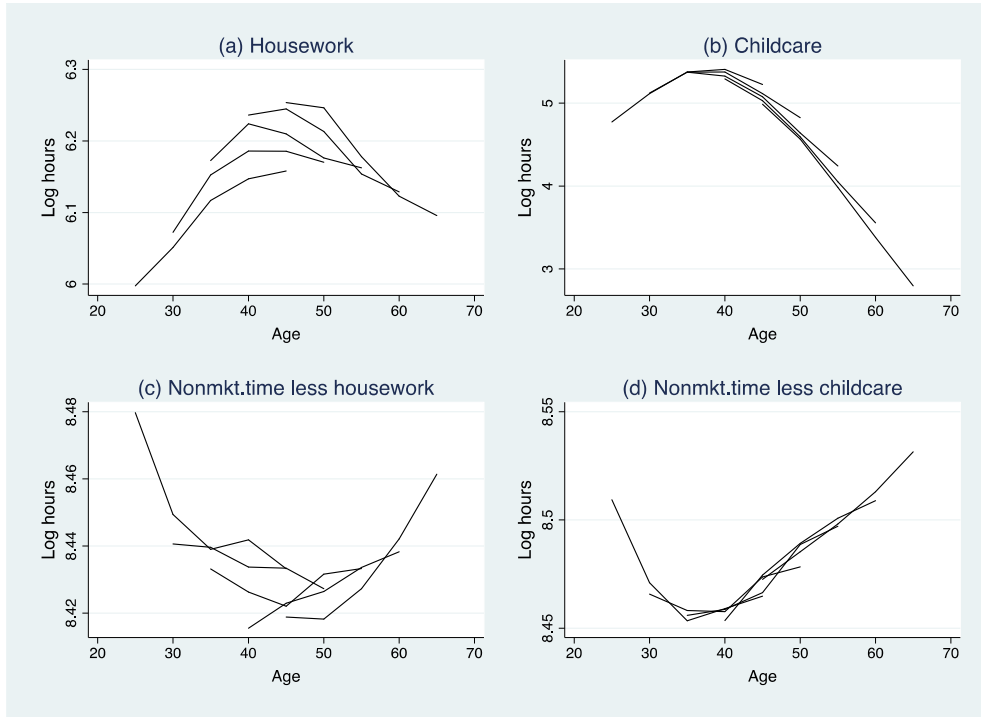 (a) Housework
Log hours
6.3
6.2
6.1
6
20 30 40 50 60 70
Age
(b) Childcare
Log hours
5
4
3
20 30 40 50 60 70
Age
(c) Nonmkt.time less housework
Log hours
8.48
8.46
8.44
8.42
20 30 40 50 60 70
Age
(d) Nonmkt.time less childcare
Log hours
8.55
8.5
8.45
20 30 40 50 60 70
Age